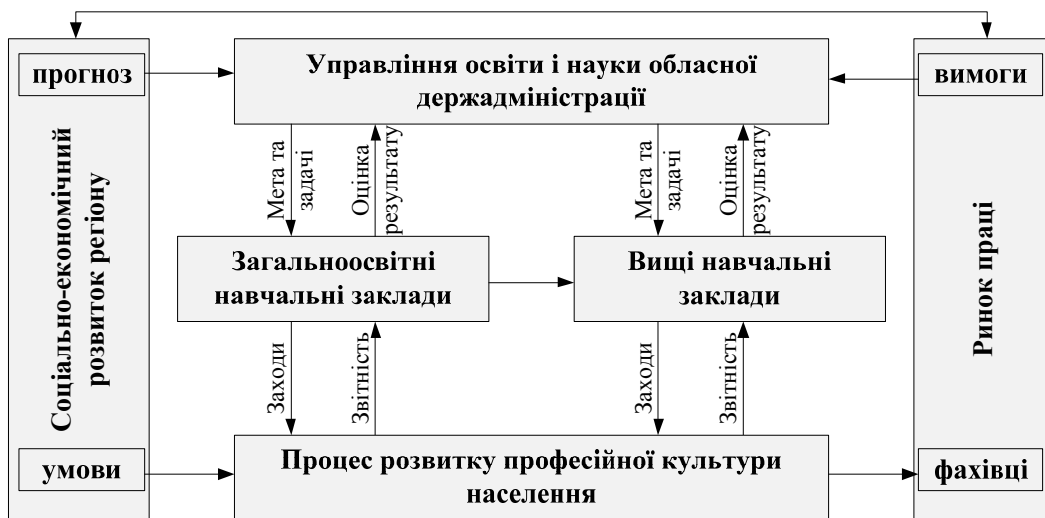 прогноз
Управління освіти і науки обласної
держадміністрації
вимоги
Соціально-економічний
розвиток регіону
Мета та
задачі
Оцінка
результату
Мета та
задачі
Оцінка
результату
Ринок праці
Загальноосвітні
навчальні заклади
Вищі навчальні
заклади
Заходи
Звітність
Заходи
Звітність
умови
Процес розвитку професійної культури
населення
фахівці